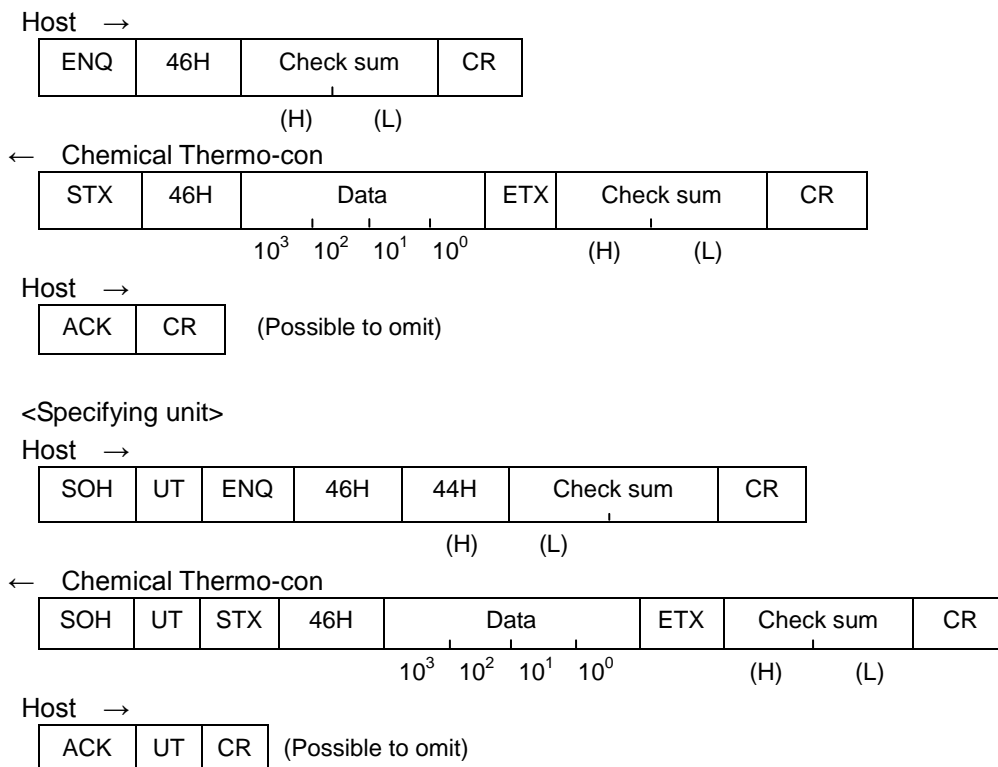 Host →
ENQ 46H Check sum CR
(H) (L)
← Chemical Thermo-con
STX 46H Data ETX Check sum CR
10³ 10² 10¹ 10⁰ (H) (L)
Host →
ACK CR (Possible to omit)
<Specifying unit>
Host →
SOH UT ENQ 46H 44H Check sum CR
(H) (L)
← Chemical Thermo-con
SOH UT STX 46H Data ETX Check sum CR
10³ 10² 10¹ 10⁰ (H) (L)
Host →
ACK UT CR (Possible to omit)